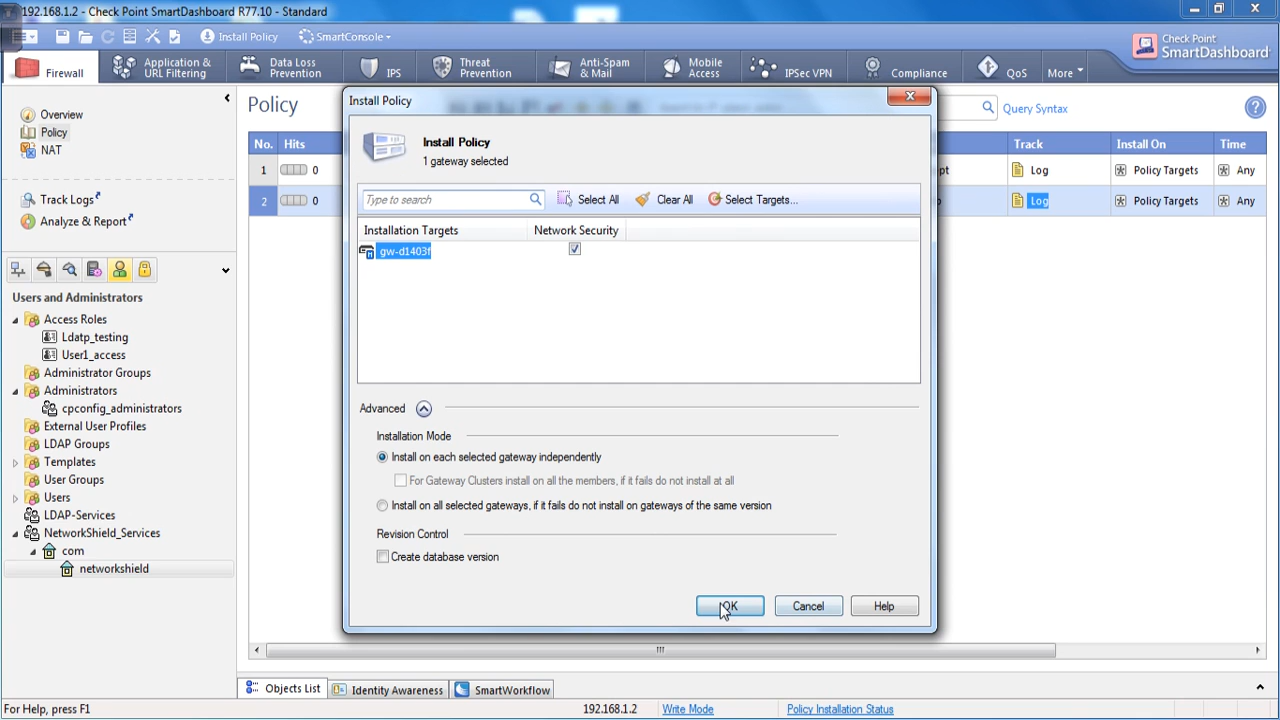 192.168.1.2 - Check Point SmartDashboard R77.10 - Standard
Install Policy
SmartConsole
Check Point
SmartDashboard
Firewall
Application &
URL Filtering
Data Loss
Prevention
IPS
Threat
Prevention
Anti-Spam
& Mail
Mobile
Access
IPSec VPN
Compliance
QoS
More
Overview
Policy
NAT
Track Logs
Analyze & Report
Users and Administrators
Access Roles
Ldatp_testing
User1_access
Administrator Groups
Administrators
cpconfig_administrators
External User Profiles
LDAP Groups
Templates
User Groups
Users
LDAP-Services
NetworkShield_Services
com
networkshield
Policy
Query Syntax
No. Hits Track Install On Time
1 0 Log Policy Targets Any
2 0 Log Policy Targets Any
Install Policy
Install Policy
1 gateway selected
Type to search
Select All
Clear All
Select Targets...
Installation Targets Network Security
gw-d1403f
Advanced
Installation Mode
Install on each selected gateway independently
For Gateway Clusters install on all the members, if it fails do not install at all
Install on all selected gateways, if it fails do not install on gateways of the same version
Revision Control
Create database version
OK Cancel Help
Objects List Identity Awareness SmartWorkflow
For Help, press F1 192.168.1.2 Write Mode Policy Installation Status